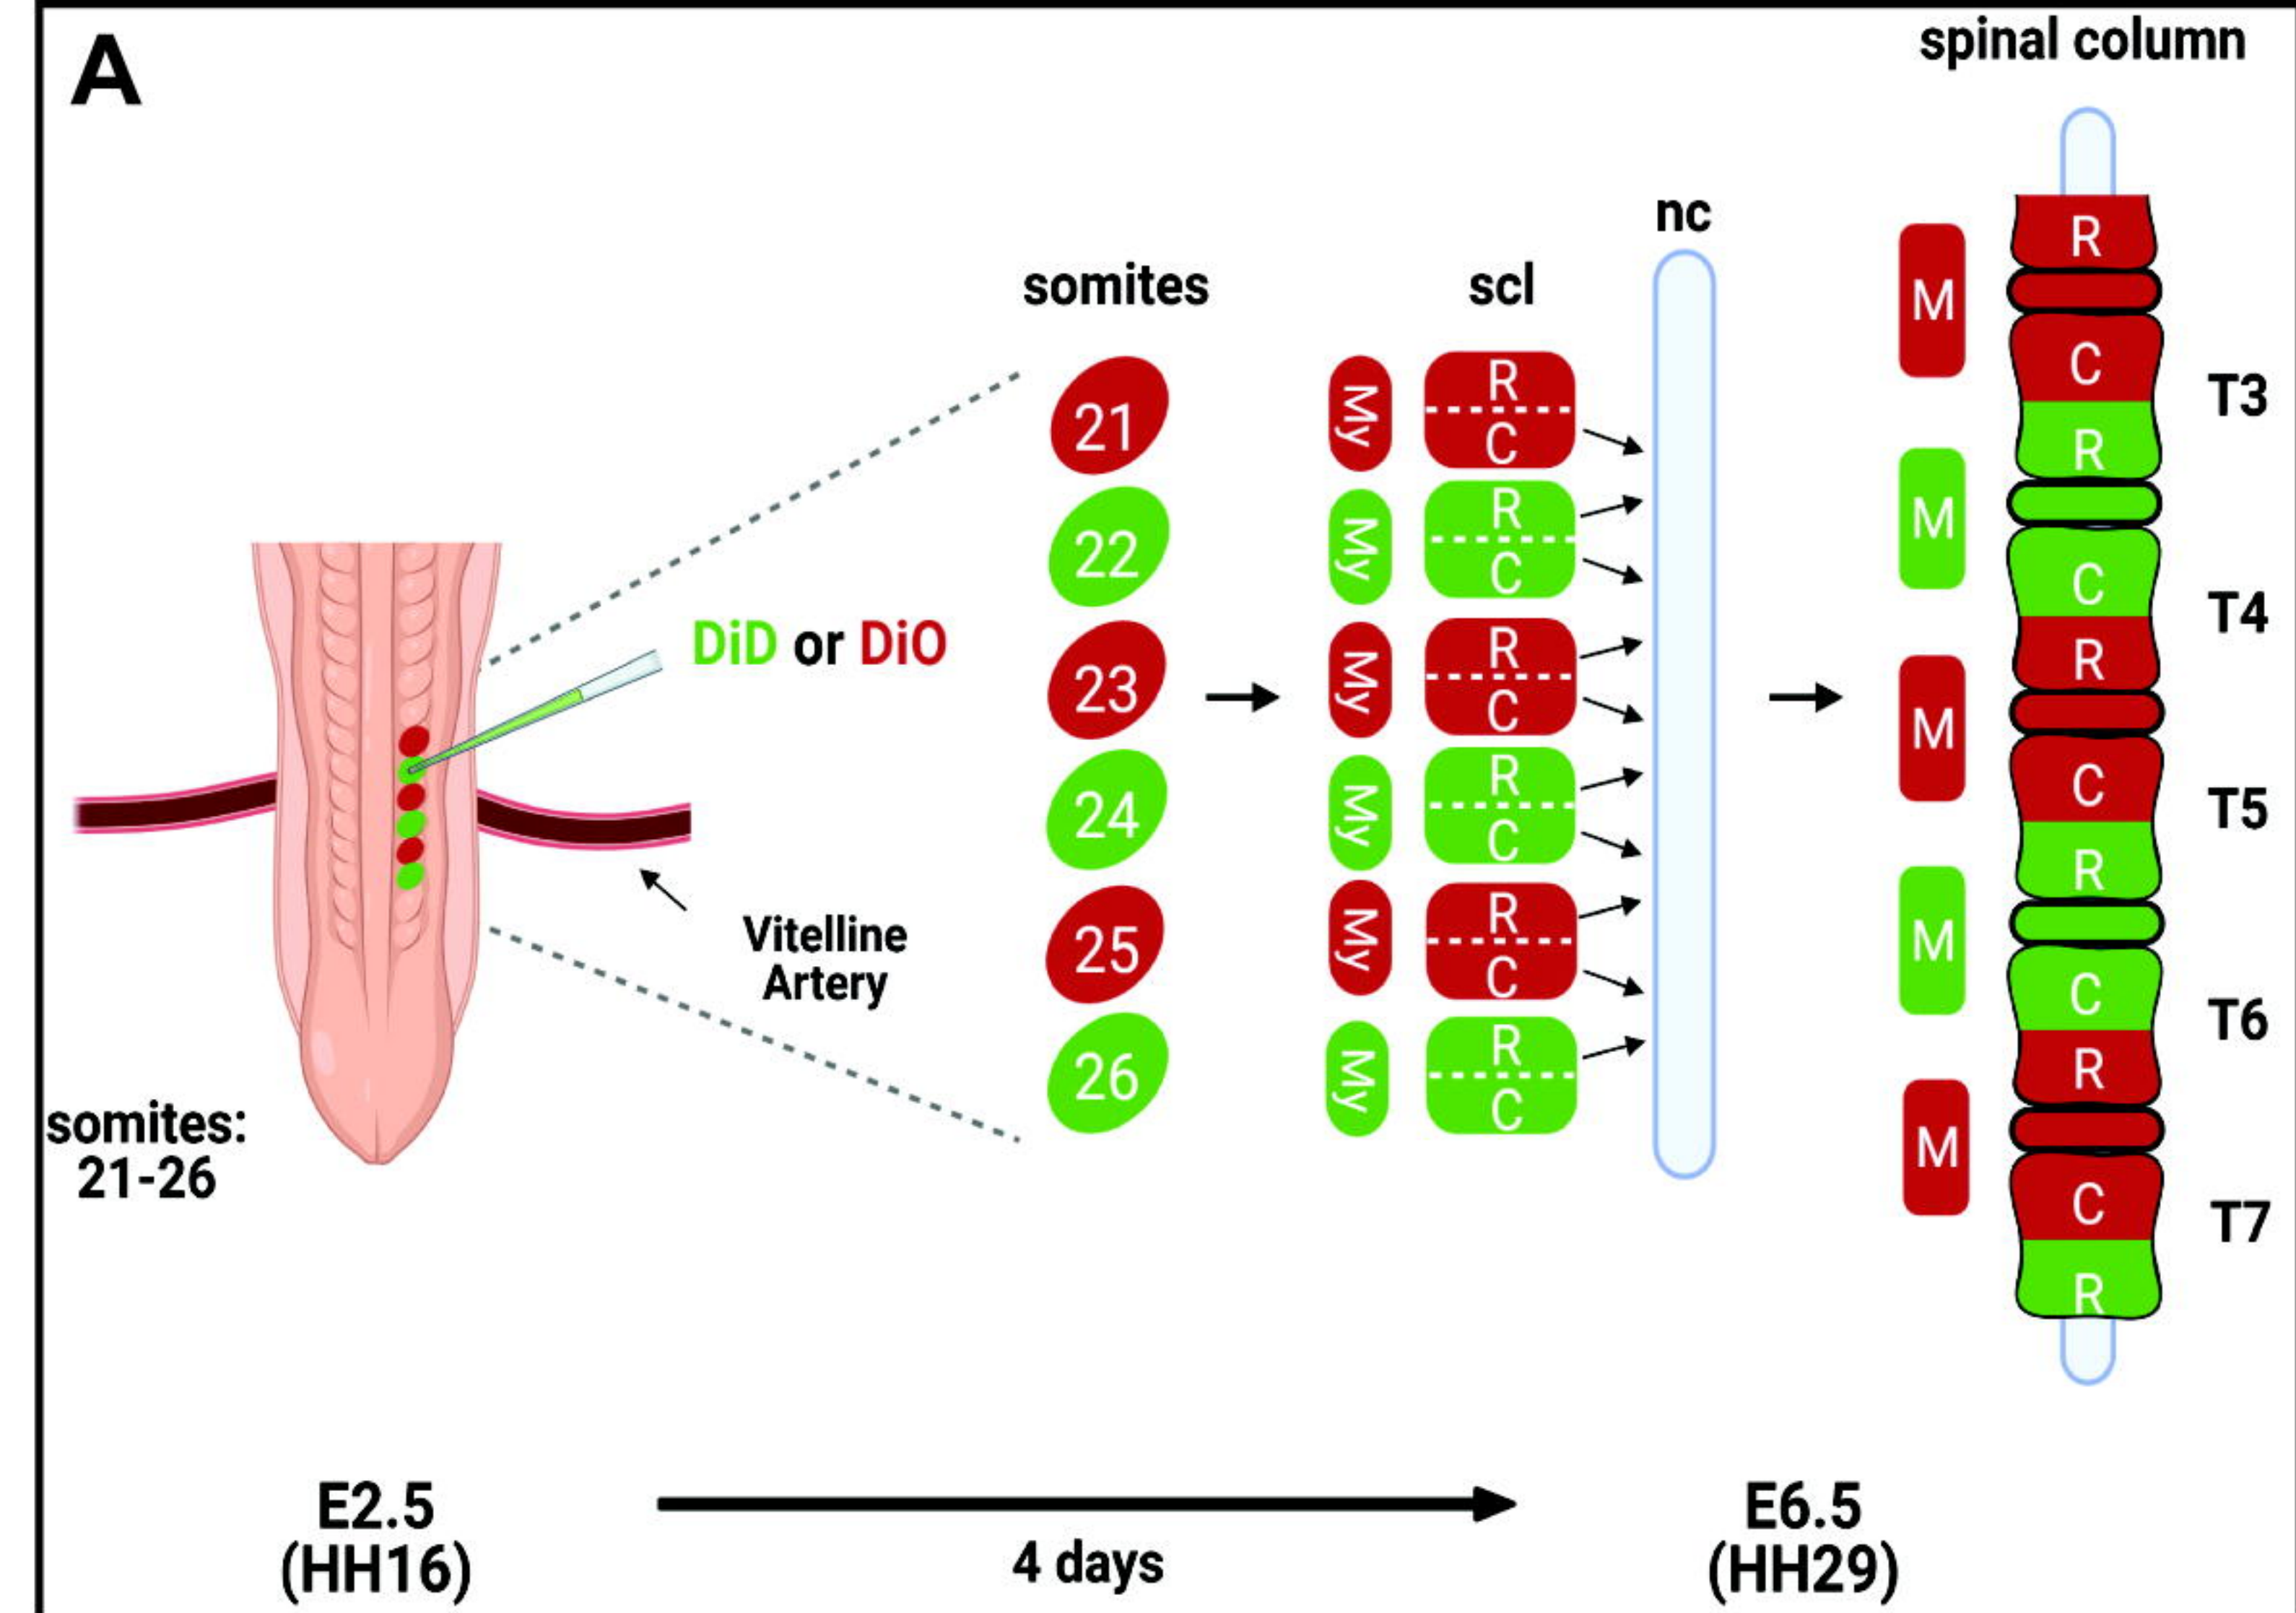 A
spinal column
nc
somites
scl
DiD or DiO
Vitelline
Artery
somites:
21-26
21
22
23
24
25
26
My
R
C
My
R
C
My
R
C
My
R
C
My
R
C
My
R
C
M
M
M
M
M
R
C
R
C
R
C
R
C
R
C
R
T3
T4
T5
T6
T7
E2.5
(HH16)
4 days
E6.5
(HH29)